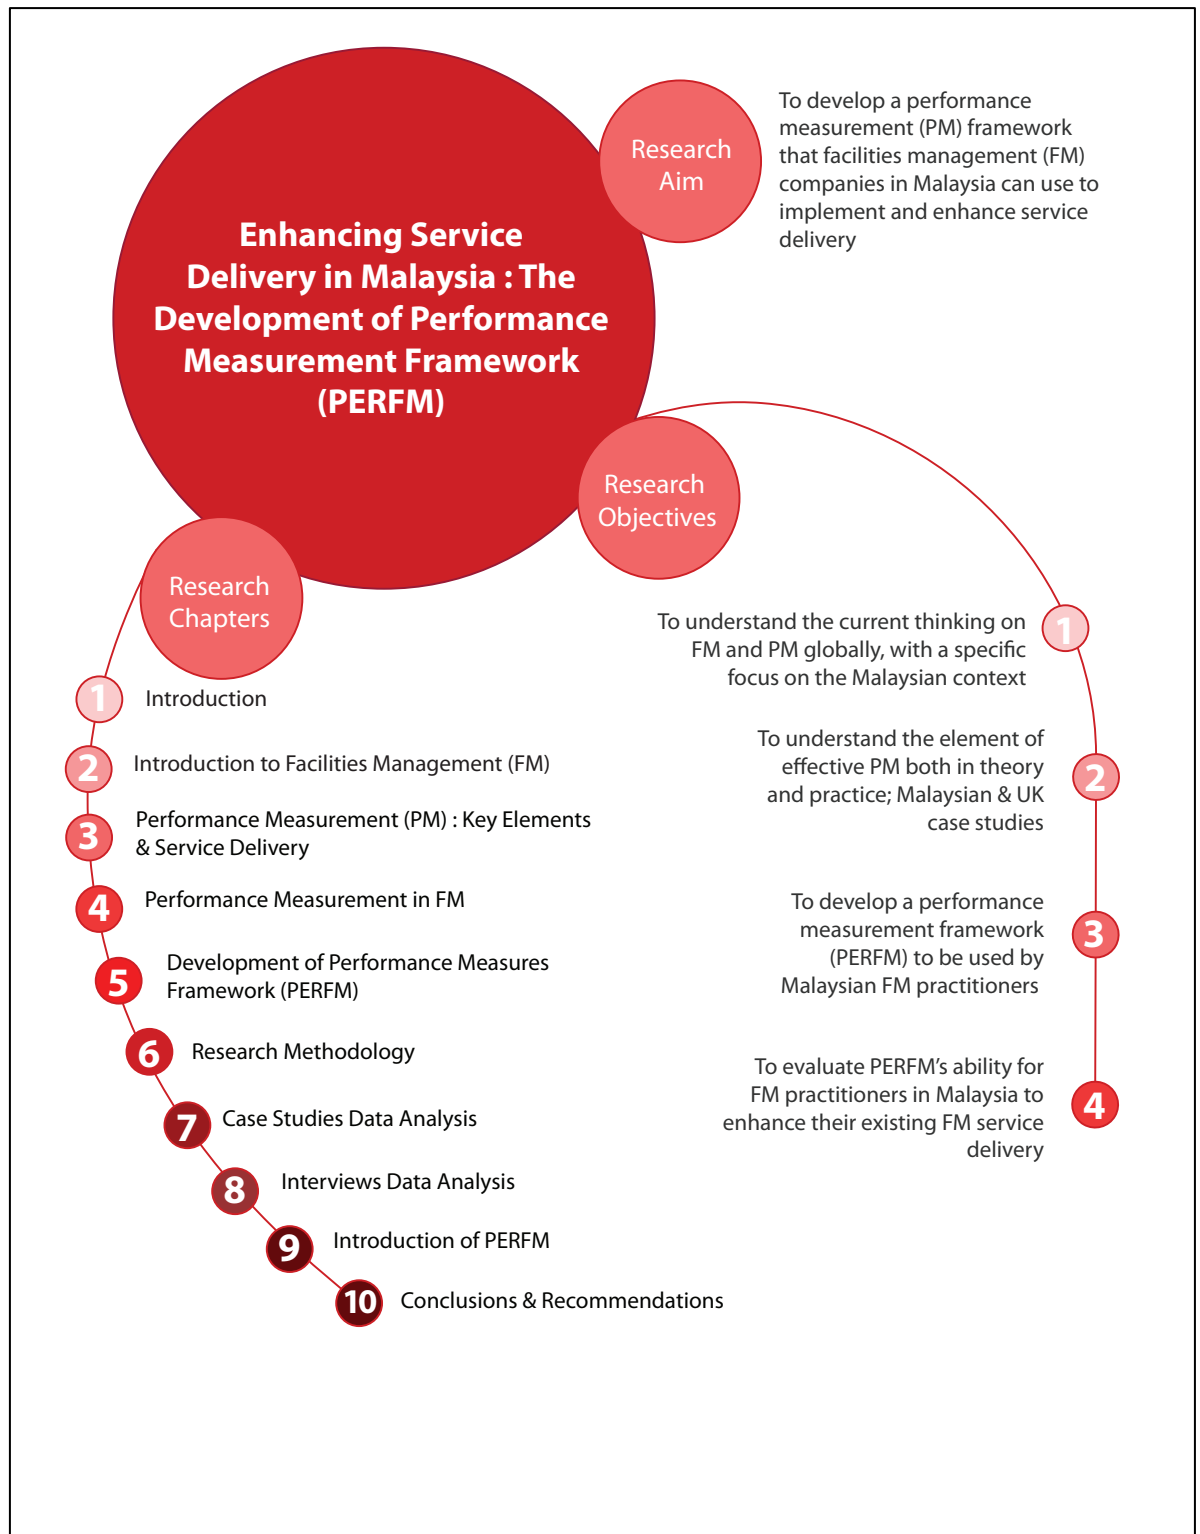 Enhancing Service
Delivery in Malaysia : The
Development of Performance
Measurement Framework
(PERFM)
Research
Aim
To develop a performance
measurement (PM) framework
that facilities management (FM)
companies in Malaysia can use to
implement and enhance service
delivery
Research
Objectives
1
To understand the current thinking on
FM and PM globally, with a specific
focus on the Malaysian context
2
To understand the element of
effective PM both in theory
and practice; Malaysian & UK
case studies
3
To develop a performance
measurement framework
(PERFM) to be used by
Malaysian FM practitioners
4
To evaluate PERFM’s ability for
FM practitioners in Malaysia to
enhance their existing FM service
delivery
Research
Chapters
1 Introduction
2 Introduction to Facilities Management (FM)
3 Performance Measurement (PM) : Key Elements
& Service Delivery
4 Performance Measurement in FM
5 Development of Performance Measures
Framework (PERFM)
6 Research Methodology
7 Case Studies Data Analysis
8 Interviews Data Analysis
9 Introduction of PERFM
10 Conclusions & Recommendations